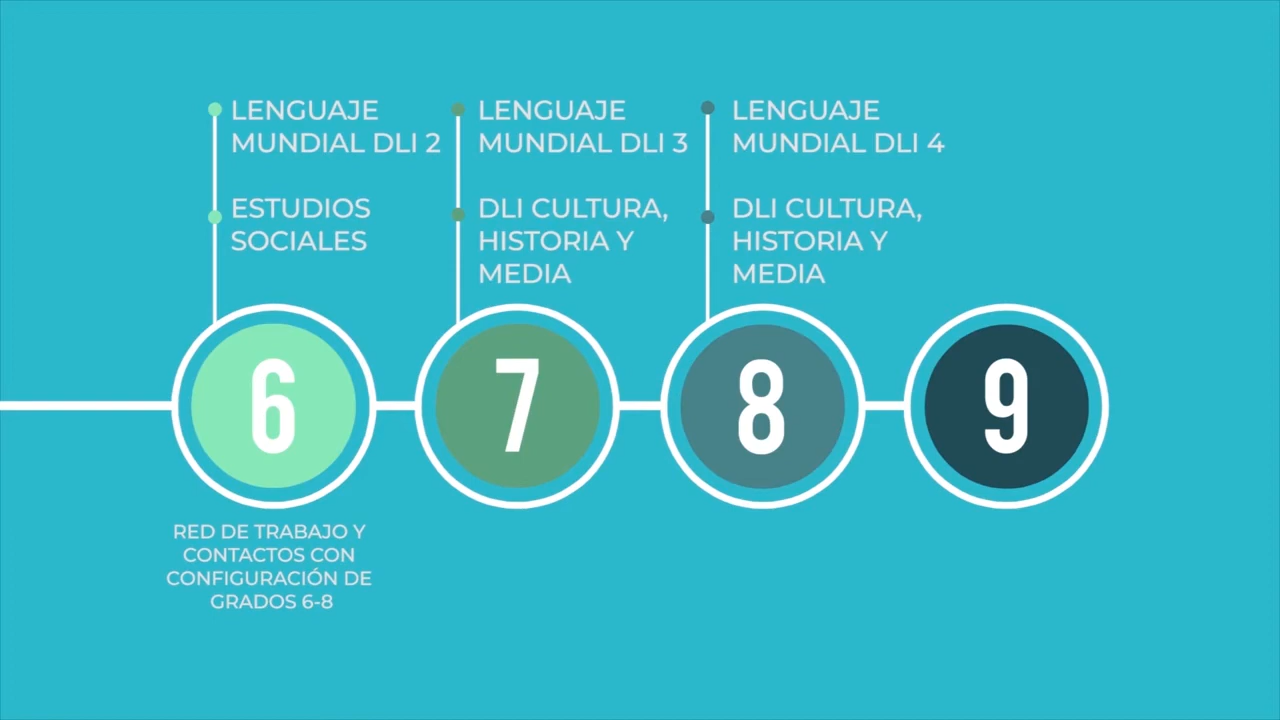 LENGUAJE
MUNDIAL DLI 2
ESTUDIOS
SOCIALES
LENGUAJE
MUNDIAL DLI 3
DLI CULTURA,
HISTORIA Y
MEDIA
LENGUAJE
MUNDIAL DLI 4
DLI CULTURA,
HISTORIA Y
MEDIA
6
7
8
9
RED DE TRABAJO Y
CONTACTOS CON
CONFIGURACIÓN DE
GRADOS 6-8